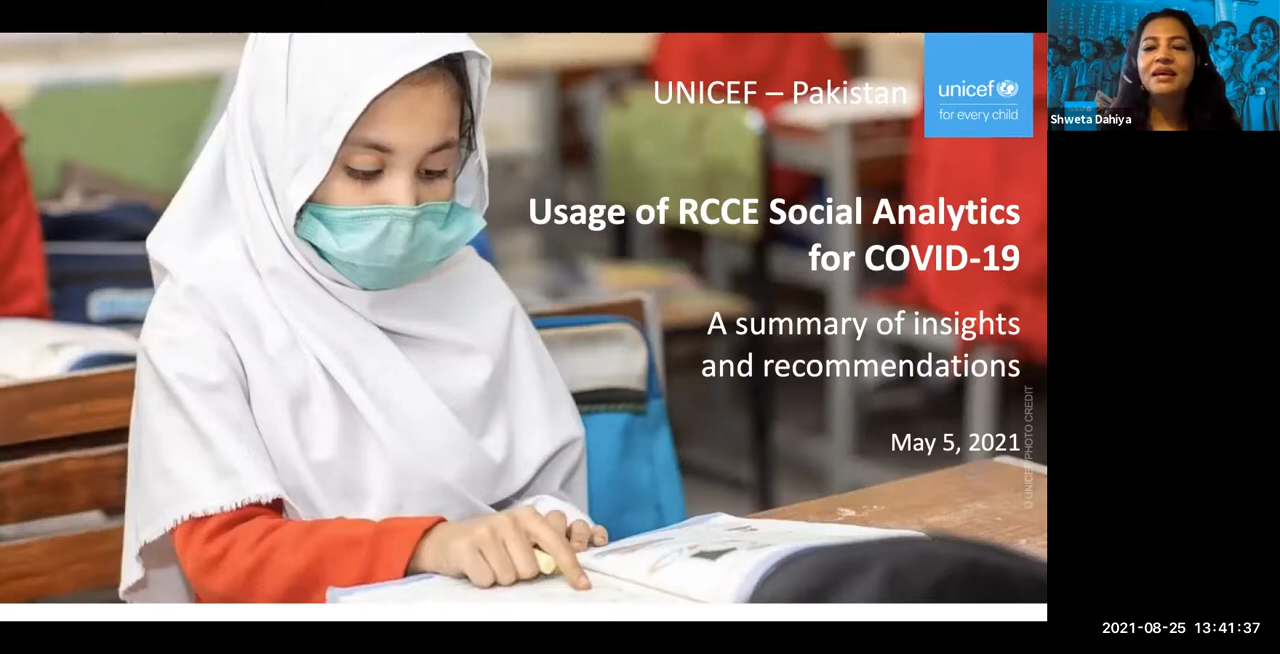 UNICEF – Pakistan
unicef
for every child
Usage of RCCE Social Analytics
for COVID-19
A summary of insights
and recommendations
May 5, 2021
© UNICEF/PHOTO CREDIT
Shweta Dahiya
2021-08-25 13:41:37